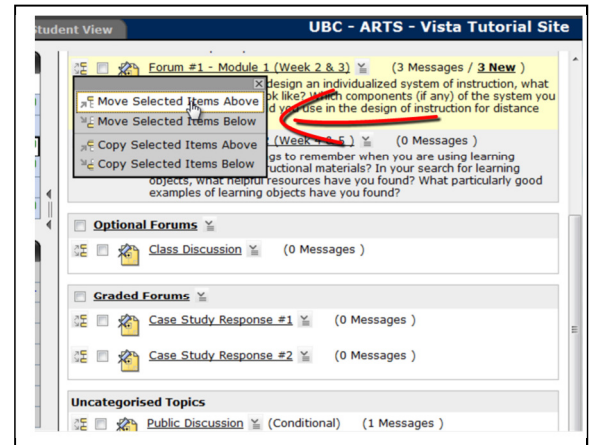 Student View
UBC - ARTS - Vista Tutorial Site
Forum #1 - Module 1 (Week 2 & 3) (3 Messages / 3 New )
design an individualized system of instruction, what
ok like? Which components (if any) of the system you
d you use in the design of instruction for distance
Move Selected Items Above
Move Selected Items Below
Copy Selected Items Above
Copy Selected Items Below
(Week 4 & 5 ) (0 Messages )
gs to remember when you are using learning
ructional materials? In your search for learning
objects, what helpful resources have you found? What particularly good
examples of learning objects have you found?
Optional Forums
Class Discussion (0 Messages )
Graded Forums
Case Study Response #1 (0 Messages )
Case Study Response #2 (0 Messages )
Uncategorised Topics
Public Discussion (Conditional) (1 Messages )